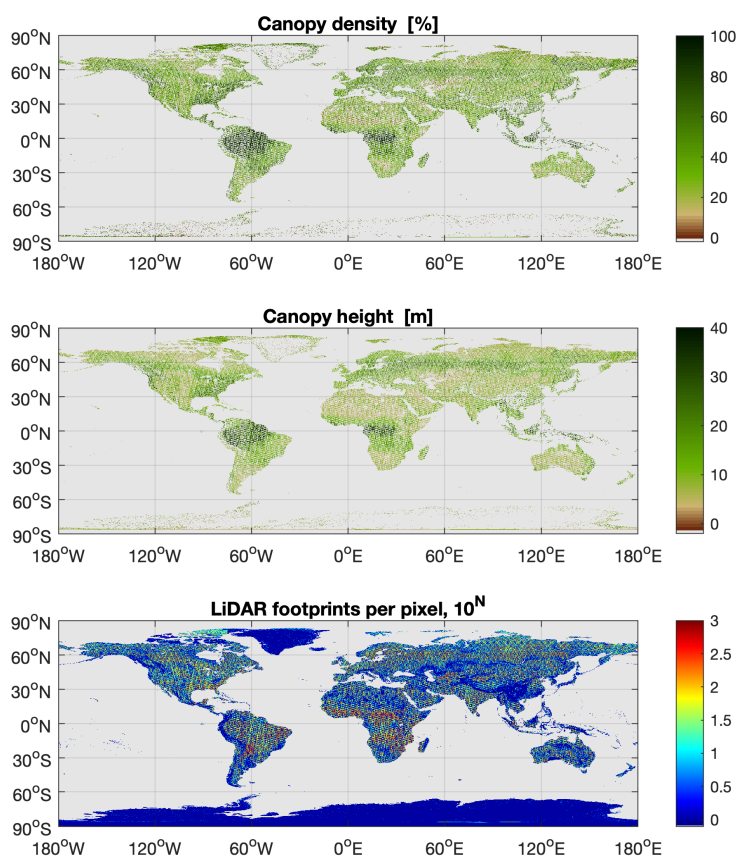 Canopy density [%]
90°N
60°N
30°N
0°N
30°S
60°S
90°S
180°W 120°W 60°W 0°E 60°E 120°E 180°E
100
80
60
40
20
0
Canopy height [m]
90°N
60°N
30°N
0°N
30°S
60°S
90°S
180°W 120°W 60°W 0°E 60°E 120°E 180°E
40
30
20
10
0
LiDAR footprints per pixel, 10^N
90°N
60°N
30°N
0°N
30°S
60°S
90°S
180°W 120°W 60°W 0°E 60°E 120°E 180°E
3
2.5
2
1.5
1
0.5
0